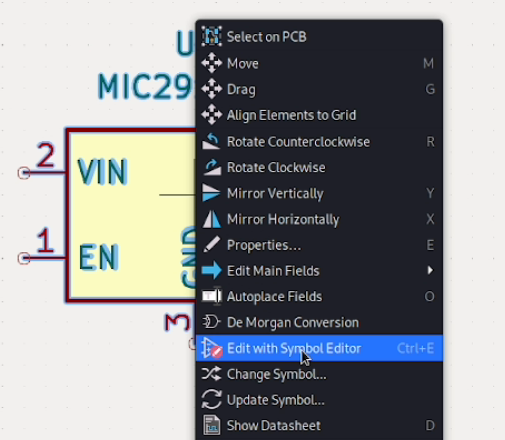 U
MIC29
2 VIN
1 EN
GND
3
Select on PCB
Move M
Drag G
Align Elements to Grid
Rotate Counterclockwise R
Rotate Clockwise
Mirror Vertically Y
Mirror Horizontally X
Properties... E
Edit Main Fields
Autoplace Fields O
De Morgan Conversion
Edit with Symbol Editor Ctrl+E
Change Symbol...
Update Symbol...
Show Datasheet D